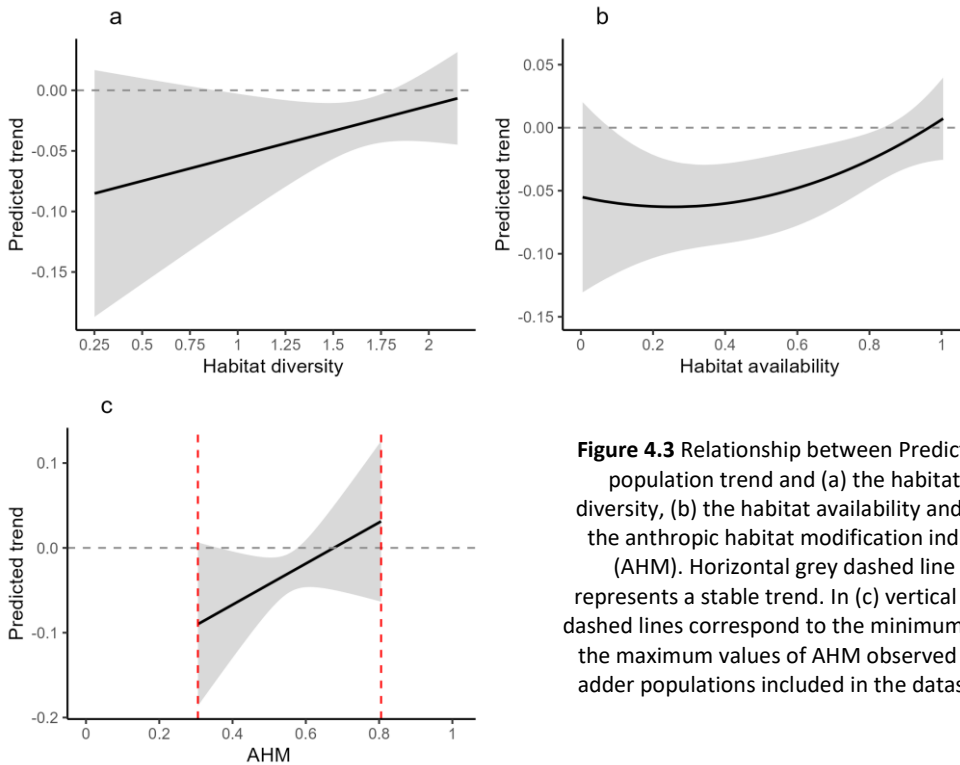 a
0.00
-0.05
-0.10
-0.15
Predicted trend
0.25 0.5 0.75 1 1.25 1.5 1.75 2
Habitat diversity
b
0.05
0.00
-0.05
-0.10
-0.15
Predicted trend
0 0.2 0.4 0.6 0.8 1
Habitat availability
c
0.1
0.0
-0.1
-0.2
Predicted trend
0 0.2 0.4 0.6 0.8 1
AHM
Figure 4.3 Relationship between Predict
population trend and (a) the habitat
diversity, (b) the habitat availability and
the anthropic habitat modification ind
(AHM). Horizontal grey dashed line
represents a stable trend. In (c) vertical
dashed lines correspond to the minimum
the maximum values of AHM observed
adder populations included in the datas